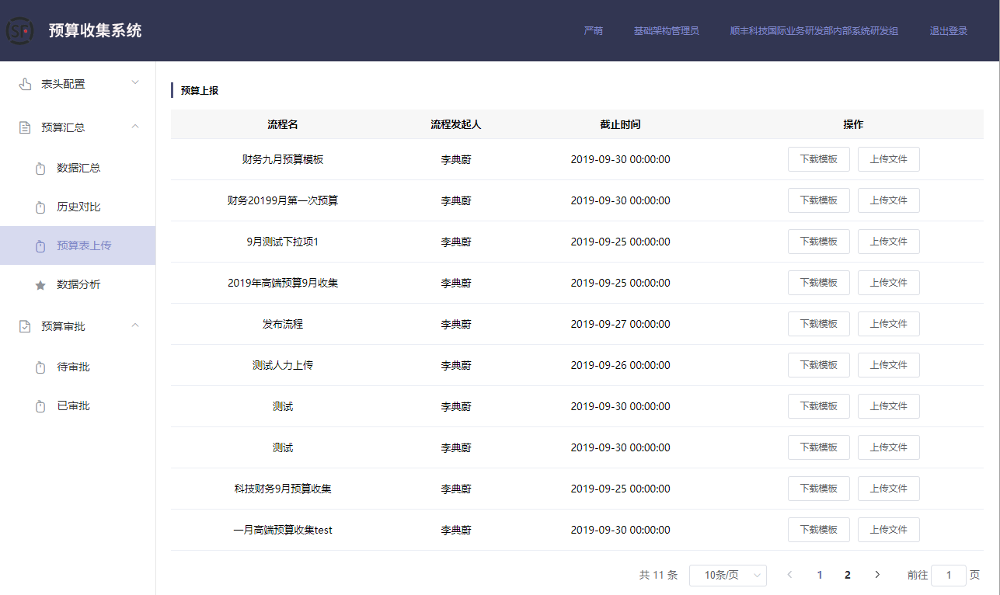 SF 预算收集系统 严萌 基础架构管理员 顺丰科技国际业务研发部内部系统研发组 退出登录
表头配置
预算汇总
数据汇总
历史对比
预算表上传
数据分析
预算审批
待审批
已审批
预算上报
流程名 流程发起人 截止时间 操作
财务九月预算模板 李典蔚 2019-09-30 00:00:00 下载模板 上传文件
财务20199月第一次预算 李典蔚 2019-09-30 00:00:00 下载模板 上传文件
9月测试下拉项1 李典蔚 2019-09-25 00:00:00 下载模板 上传文件
2019年高端预算9月收集 李典蔚 2019-09-25 00:00:00 下载模板 上传文件
发布流程 李典蔚 2019-09-27 00:00:00 下载模板 上传文件
测试人力上传 李典蔚 2019-09-26 00:00:00 下载模板 上传文件
测试 李典蔚 2019-09-30 00:00:00 下载模板 上传文件
测试 李典蔚 2019-09-30 00:00:00 下载模板 上传文件
科技财务9月预算收集 李典蔚 2019-09-25 00:00:00 下载模板 上传文件
一月高端预算收集test 李典蔚 2019-09-30 00:00:00 下载模板 上传文件
共 11 条 10条/页 1 2 前往 1 页